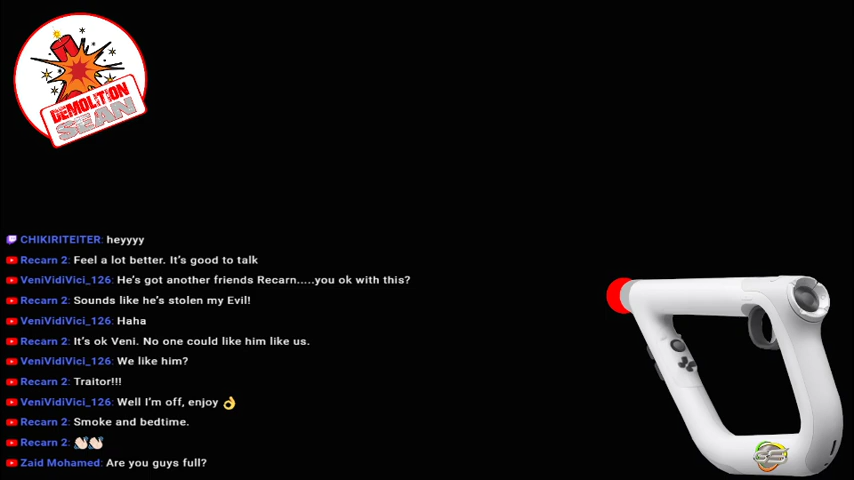 DEMOLITION
SEAN
CHIKIRITEITER: heyyyy
Recarn 2: Feel a lot better. It's good to talk
VeniVidiVici_126: He's got another friends Recarn.....you ok with this?
Recarn 2: Sounds like he's stolen my Evil!
VeniVidiVici_126: Haha
Recarn 2: It's ok Veni. No one could like him like us.
VeniVidiVici_126: We like him?
Recarn 2: Traitor!!!
VeniVidiVici_126: Well I'm off, enjoy 👌
Recarn 2: Smoke and bedtime.
Recarn 2: 👋🏻👋🏻
Zaid Mohamed: Are you guys full?